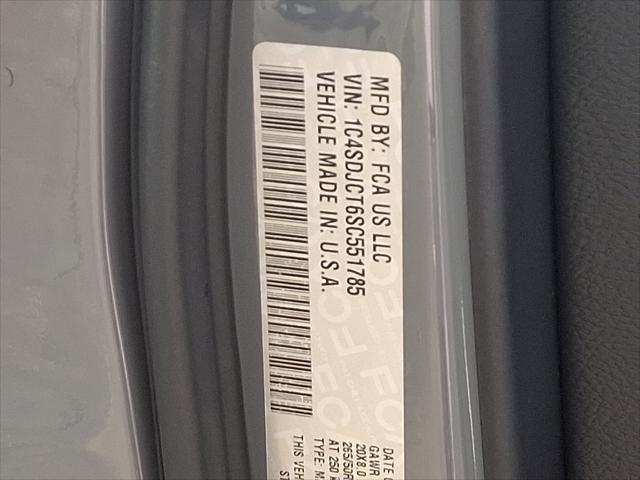 MFD BY: FCA US LLC
VIN: 1C4SDJCT6SC551785
VEHICLE MADE IN: U.S.A.
DATE
GAWR
20X8.0
265/50R
AT 250
TYPE:
THIS VEH